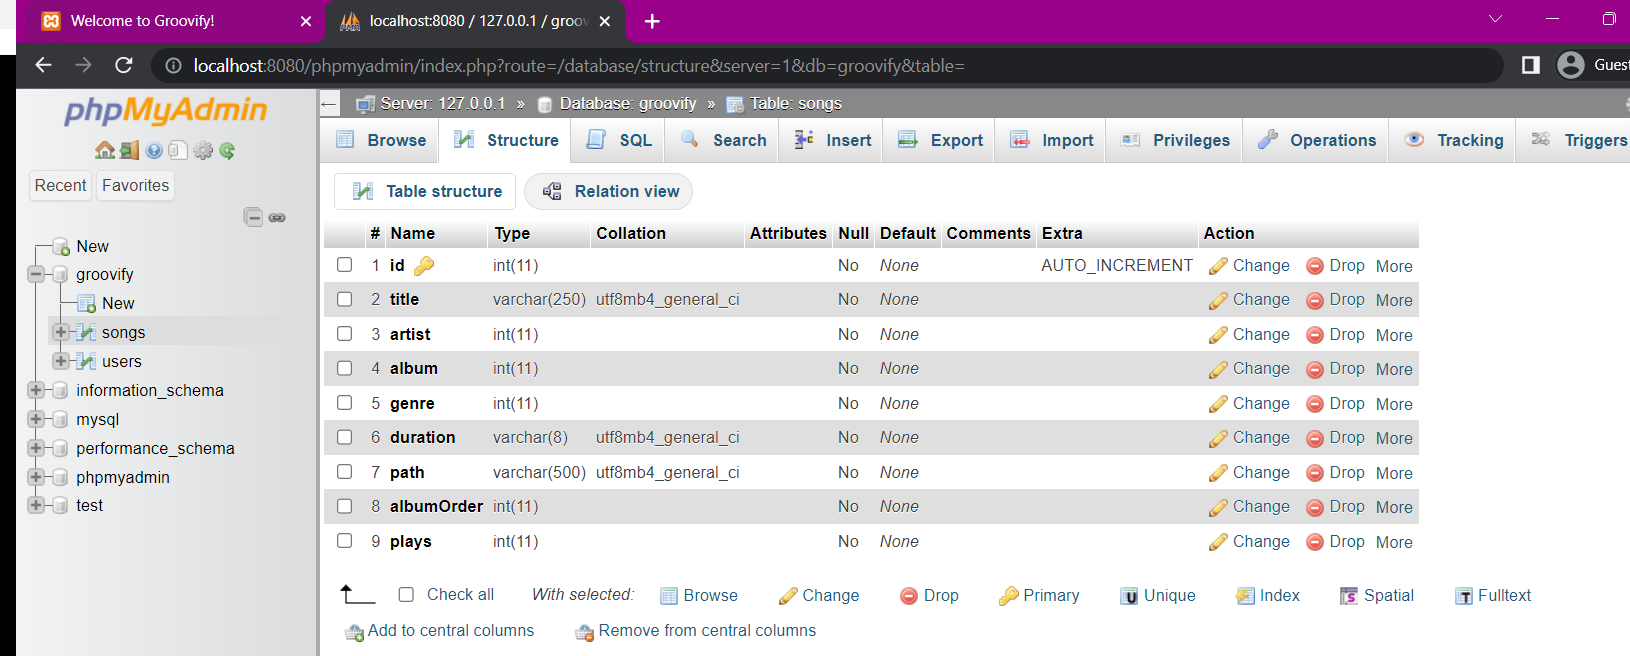 Welcome to Groovify!
localhost:8080 / 127.0.0.1 / groov
localhost:8080/phpmyadmin/index.php?route=/database/structure&server=1&db=groovify&table=
Guest
phpMyAdmin
Recent Favorites
New
groovify
New
songs
users
information_schema
mysql
performance_schema
phpmyadmin
test
Server: 127.0.0.1 » Database: groovify » Table: songs
Browse Structure SQL Search Insert Export Import Privileges Operations Tracking Triggers
Table structure Relation view
# Name Type Collation Attributes Null Default Comments Extra Action
1 id int(11) No None AUTO_INCREMENT Change Drop More
2 title varchar(250) utf8mb4_general_ci No None Change Drop More
3 artist int(11) No None Change Drop More
4 album int(11) No None Change Drop More
5 genre int(11) No None Change Drop More
6 duration varchar(8) utf8mb4_general_ci No None Change Drop More
7 path varchar(500) utf8mb4_general_ci No None Change Drop More
8 albumOrder int(11) No None Change Drop More
9 plays int(11) No None Change Drop More
Check all With selected: Browse Change Drop Primary Unique Index Spatial Fulltext
Add to central columns Remove from central columns